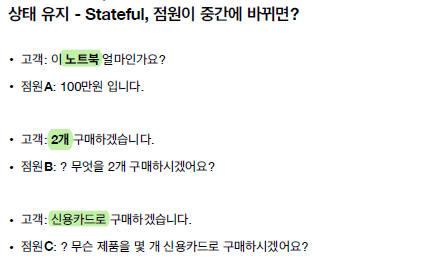 상태 유지 - Stateful, 점원이 중간에 바뀌면?
• 고객: 이 노트북 얼마인가요?
• 점원A: 100만원 입니다.
• 고객: 2개 구매하겠습니다.
• 점원B: ? 무엇을 2개 구매하시겠어요?
• 고객: 신용카드로 구매하겠습니다.
• 점원C: ? 무슨 제품을 몇 개 신용카드로 구매하시겠어요?